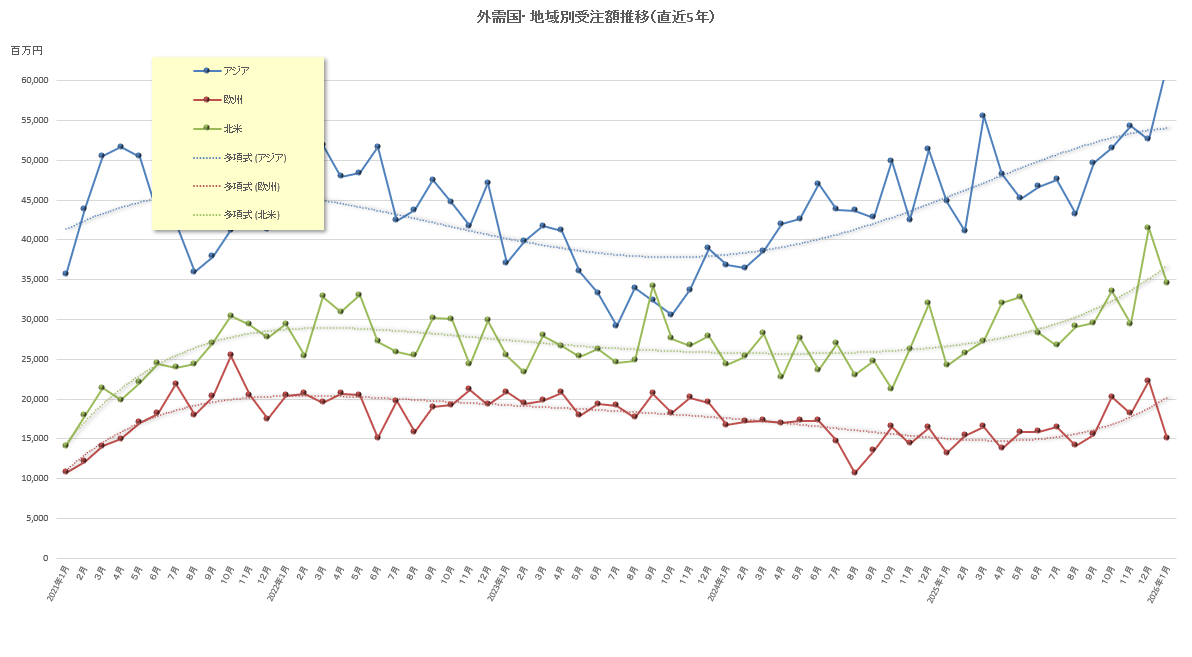 外需国・地域別受注額推移(直近5年)
百万円
アジア
欧州
北米
多項式 (アジア)
多項式 (欧州)
多項式 (北米)
60,000
55,000
50,000
45,000
40,000
35,000
30,000
25,000
20,000
15,000
10,000
5,000
0
2021年1月
2月
3月
4月
5月
6月
7月
8月
9月
10月
11月
12月
2022年1月
2月
3月
4月
5月
6月
7月
8月
9月
10月
11月
12月
2023年1月
2月
3月
4月
5月
6月
7月
8月
9月
10月
11月
12月
2024年1月
2月
3月
4月
5月
6月
7月
8月
9月
10月
11月
12月
2025年1月
2月
3月
4月
5月
6月
7月
8月
9月
10月
11月
12月
2026年1月